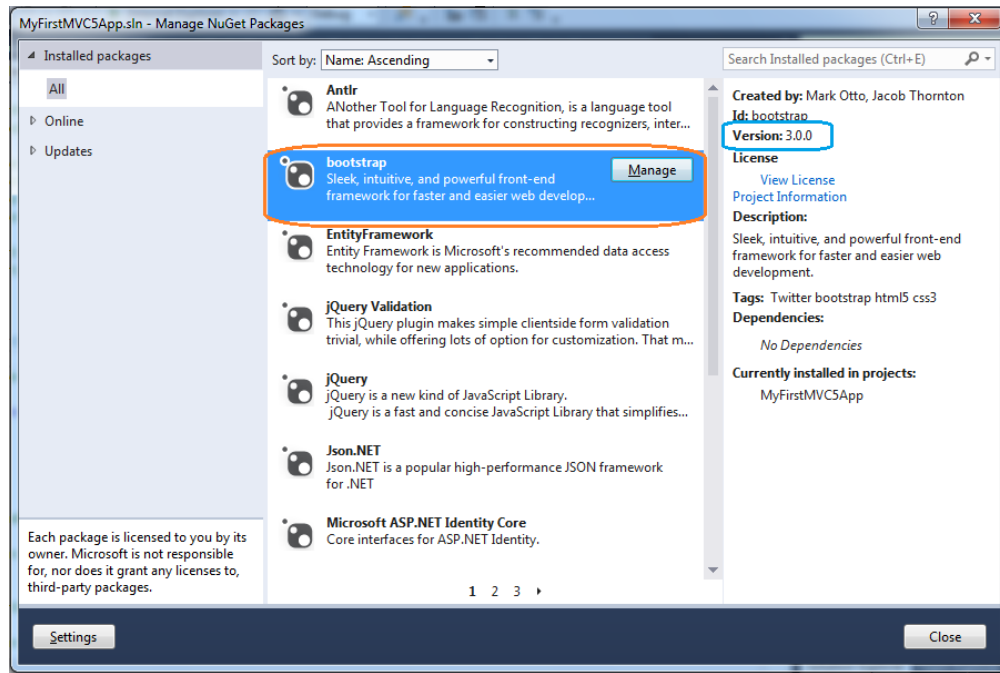 MyFirstMVC5App.sln - Manage NuGet Packages
Installed packages
All
Online
Updates
Each package is licensed to you by its
owner. Microsoft is not responsible
for, nor does it grant any licenses to,
third-party packages.
Sort by: Name: Ascending
Antlr
ANother Tool for Language Recognition, is a language tool
that provides a framework for constructing recognizers, inter...
bootstrap
Sleek, intuitive, and powerful front-end
framework for faster and easier web develop...
Manage
EntityFramework
Entity Framework is Microsoft's recommended data access
technology for new applications.
jQuery Validation
This jQuery plugin makes simple clientside form validation
trivial, while offering lots of option for customization. That m...
jQuery
jQuery is a new kind of JavaScript Library.
jQuery is a fast and concise JavaScript Library that simplifies...
Json.NET
Json.NET is a popular high-performance JSON framework
for .NET
Microsoft ASP.NET Identity Core
Core interfaces for ASP.NET Identity.
1 2 3
Search Installed packages (Ctrl+E)
Created by: Mark Otto, Jacob Thornton
Id: bootstrap
Version: 3.0.0
License
View License
Project Information
Description:
Sleek, intuitive, and powerful front-end
framework for faster and easier web
development.
Tags: Twitter bootstrap html5 css3
Dependencies:
No Dependencies
Currently installed in projects:
MyFirstMVC5App
Settings
Close